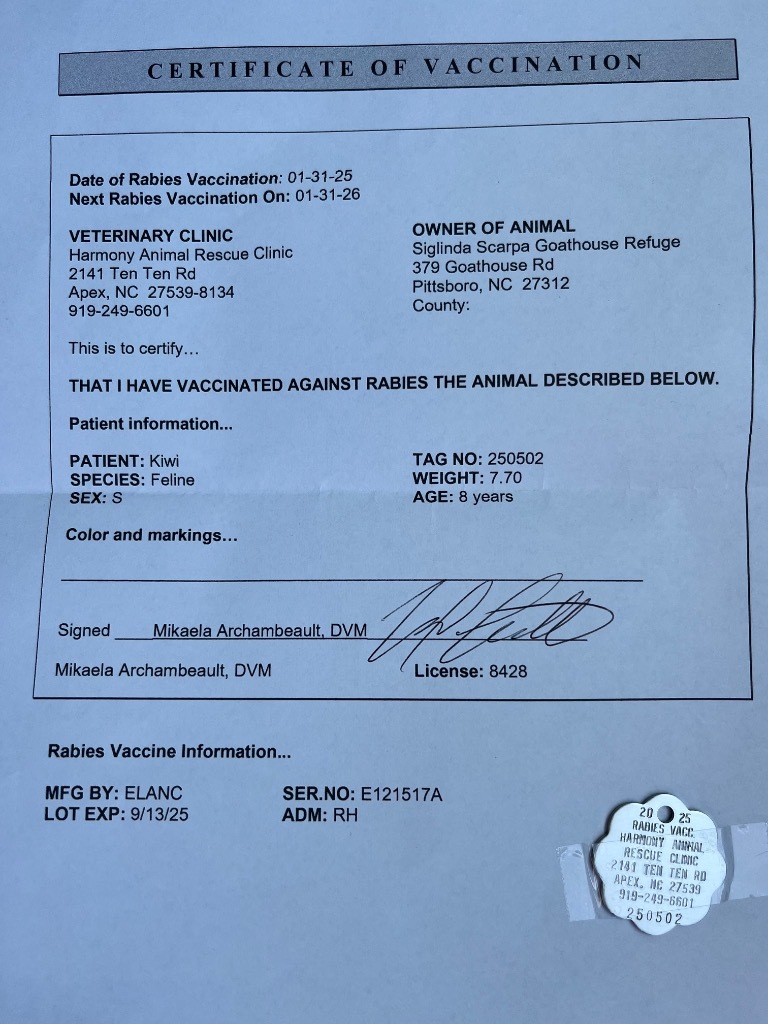 CERTIFICATE OF VACCINATION
Date of Rabies Vaccination: 01-31-25
Next Rabies Vaccination On: 01-31-26
VETERINARY CLINIC
Harmony Animal Rescue Clinic
2141 Ten Ten Rd
Apex, NC 27539-8134
919-249-6601
OWNER OF ANIMAL
Siglinda Scarpa Goathouse Refuge
379 Goathouse Rd
Pittsboro, NC 27312
County:
This is to certify...
THAT I HAVE VACCINATED AGAINST RABIES THE ANIMAL DESCRIBED BELOW.
Patient information...
PATIENT: Kiwi
SPECIES: Feline
SEX: S
TAG NO: 250502
WEIGHT: 7.70
AGE: 8 years
Color and markings...
Signed Mikaela Archambeault, DVM
Mikaela Archambeault, DVM
License: 8428
Rabies Vaccine Information...
MFG BY: ELANC
LOT EXP: 9/13/25
SER.NO: E121517A
ADM: RH
20 25
RABIES VACC.
HARMONY ANIMAL
RESCUE CLINIC
2141 TEN TEN RD
APEX, NC 27539
919-249-6601
250502